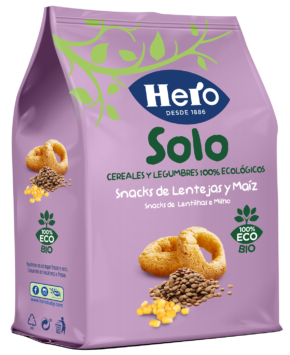 Hero
DESDE 1886
Solo
CEREALES Y LEGUMBRES 100% ECOLÓGICOS
Snacks de Lentejas y Maíz
Snacks de Lentilhas e Milho
100%
ECO
BIO
100%
ECO
BIO